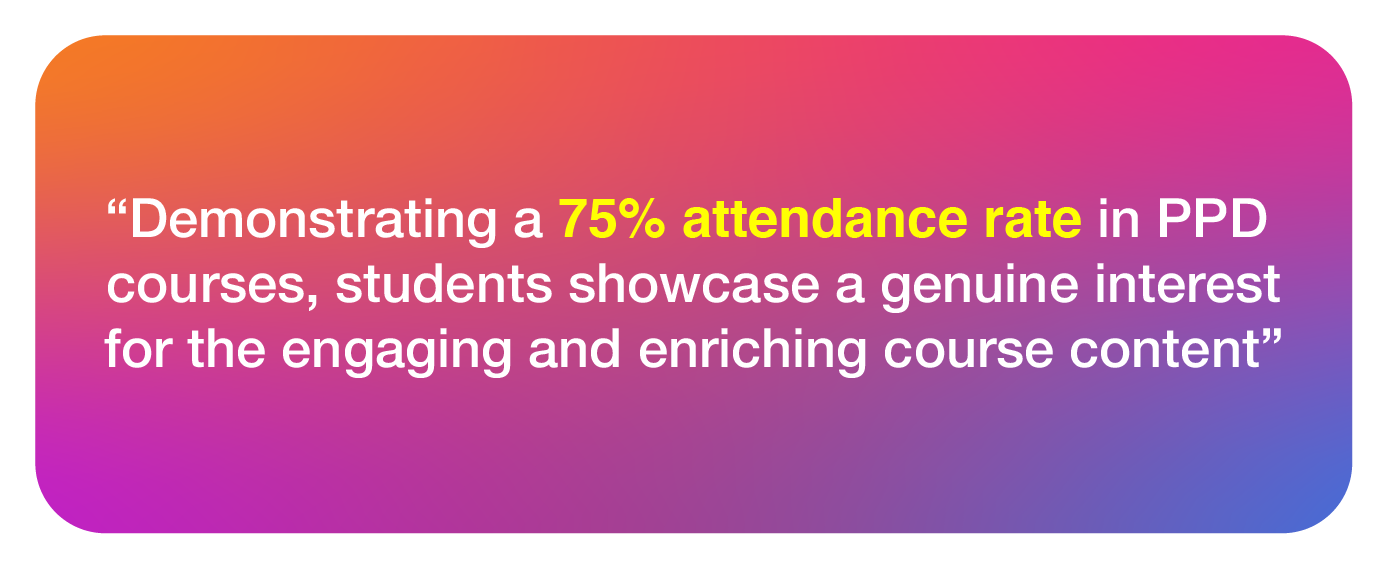 “Demonstrating a 75% attendance rate in PPD
courses, students showcase a genuine interest
for the engaging and enriching course content”